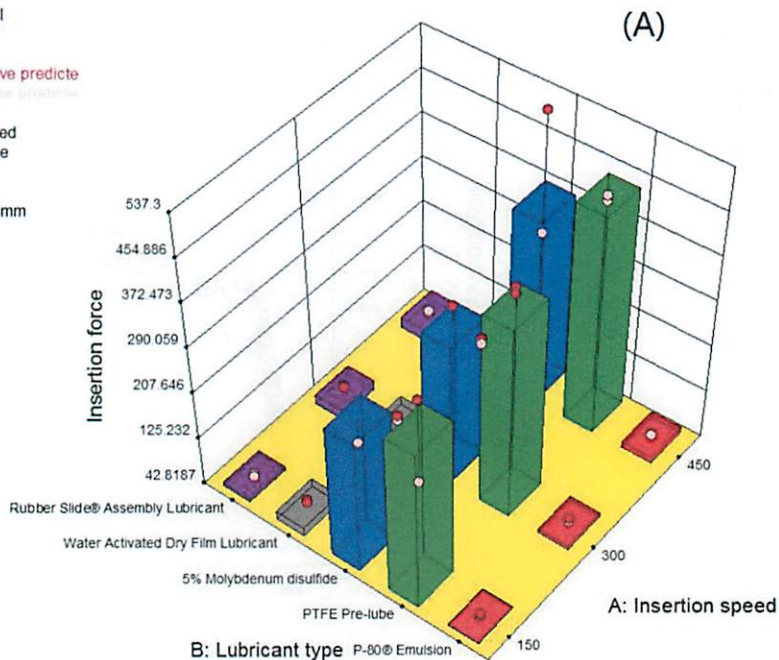 (A)
l
ve predicte
ed
e
mm
537.3
454.886
372.473
290.059
207.646
125.232
42.8187
Insertion force
Rubber Slide® Assembly Lubricant
Water Activated Dry Film Lubricant
5% Molybdenum disulfide
PTFE Pre-lube
P-80® Emulsion
B: Lubricant type
450
300
150
A: Insertion speed